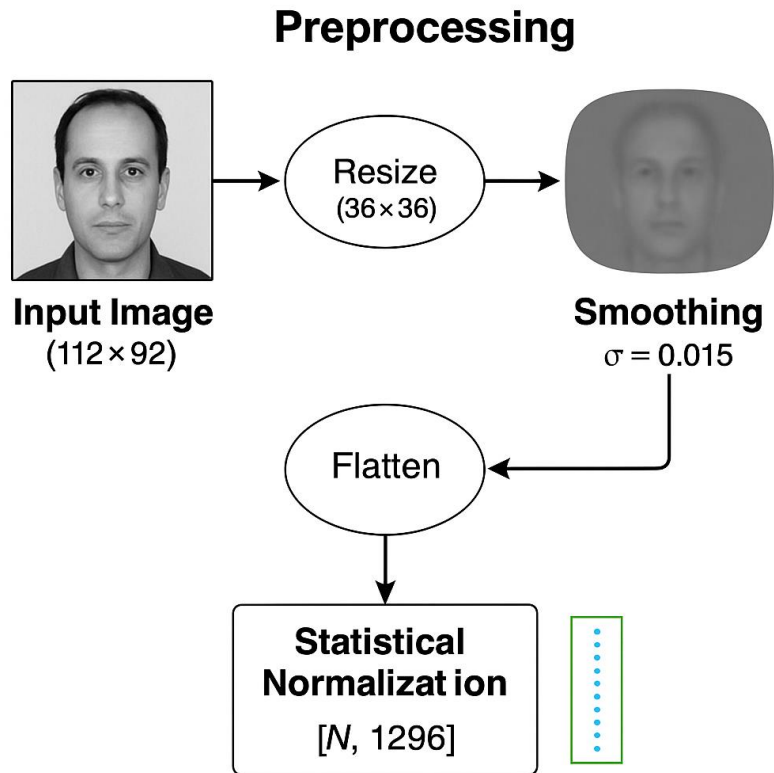 Preprocessing
Resize
(36×36)
Input Image
(112×92)
Smoothing
σ = 0.015
Flatten
Statistical
Normalizat ion
[N, 1296]